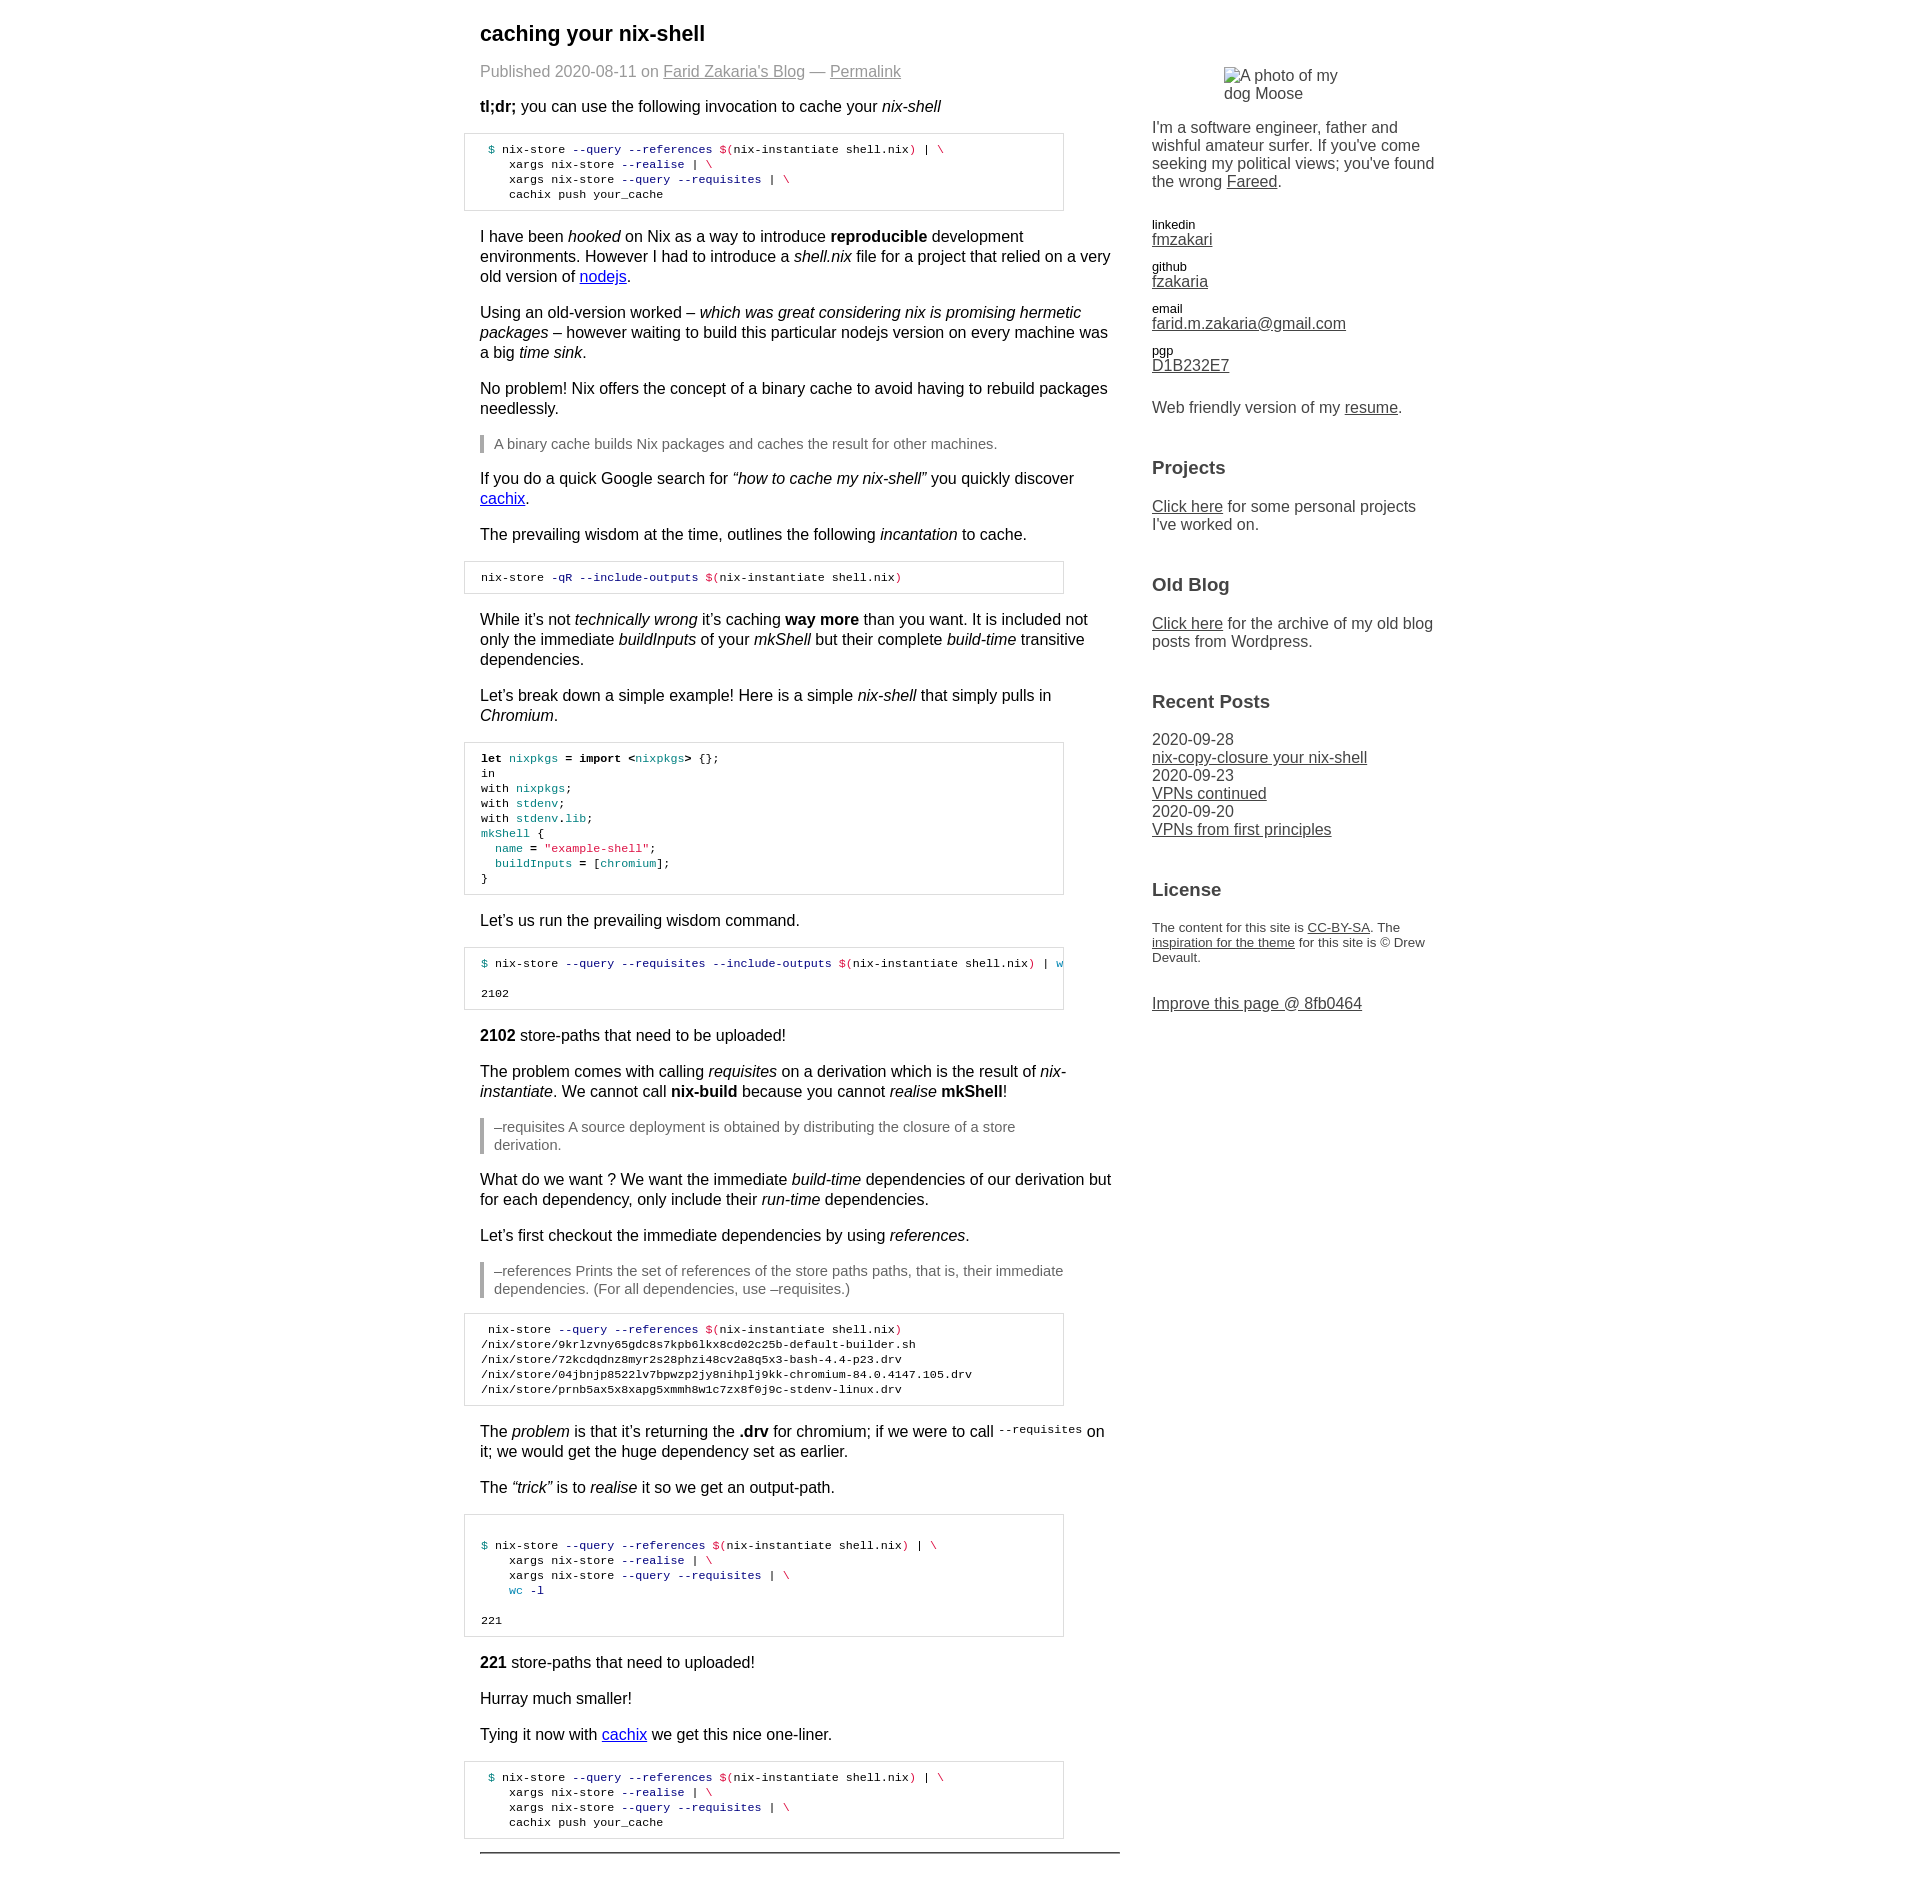 caching your nix-shell
Published 2020-08-11 on Farid Zakaria's Blog — Permalink
tl;dr; you can use the following invocation to cache your nix-shell
$ nix-store --query --references $(nix-instantiate shell.nix) | \
xargs nix-store --realise | \
xargs nix-store --query --requisites | \
cachix push your_cache
I have been hooked on Nix as a way to introduce reproducible development
environments. However I had to introduce a shell.nix file for a project that relied on a very
old version of nodejs.
Using an old-version worked – which was great considering nix is promising hermetic
packages – however waiting to build this particular nodejs version on every machine was
a big time sink.
No problem! Nix offers the concept of a binary cache to avoid having to rebuild packages
needlessly.
A binary cache builds Nix packages and caches the result for other machines.
If you do a quick Google search for “how to cache my nix-shell” you quickly discover
cachix.
The prevailing wisdom at the time, outlines the following incantation to cache.
nix-store -qR --include-outputs $(nix-instantiate shell.nix)
While it’s not technically wrong it’s caching way more than you want. It is included not
only the immediate buildInputs of your mkShell but their complete build-time transitive
dependencies.
Let’s break down a simple example! Here is a simple nix-shell that simply pulls in
Chromium.
let nixpkgs = import <nixpkgs> {};
in
with nixpkgs;
with stdenv;
with stdenv.lib;
mkShell {
name = "example-shell";
buildInputs = [chromium];
}
Let’s us run the prevailing wisdom command.
$ nix-store --query --requisites --include-outputs $(nix-instantiate shell.nix) | w
2102
2102 store-paths that need to be uploaded!
The problem comes with calling requisites on a derivation which is the result of nix-
instantiate. We cannot call nix-build because you cannot realise mkShell!
–requisites A source deployment is obtained by distributing the closure of a store
derivation.
What do we want ? We want the immediate build-time dependencies of our derivation but
for each dependency, only include their run-time dependencies.
Let’s first checkout the immediate dependencies by using references.
–references Prints the set of references of the store paths paths, that is, their immediate
dependencies. (For all dependencies, use –requisites.)
nix-store --query --references $(nix-instantiate shell.nix)
/nix/store/9krlzvny65gdc8s7kpb6lkx8cd02c25b-default-builder.sh
/nix/store/72kcdqdnz8myr2s28phzi48cv2a8q5x3-bash-4.4-p23.drv
/nix/store/04jbnjp8522lv7bpwzp2jy8nihplj9kk-chromium-84.0.4147.105.drv
/nix/store/prnb5ax5x8xapg5xmmh8w1c7zx8f0j9c-stdenv-linux.drv
The problem is that it’s returning the .drv for chromium; if we were to call --requisites on
it; we would get the huge dependency set as earlier.
The “trick” is to realise it so we get an output-path.
$ nix-store --query --references $(nix-instantiate shell.nix) | \
xargs nix-store --realise | \
xargs nix-store --query --requisites | \
wc -l
221
221 store-paths that need to uploaded!
Hurray much smaller!
Tying it now with cachix we get this nice one-liner.
$ nix-store --query --references $(nix-instantiate shell.nix) | \
xargs nix-store --realise | \
xargs nix-store --query --requisites | \
cachix push your_cache
A photo of my
dog Moose
I'm a software engineer, father and
wishful amateur surfer. If you've come
seeking my political views; you've found
the wrong Fareed.
linkedin
fmzakari
github
fzakaria
email
farid.m.zakaria@gmail.com
pgp
D1B232E7
Web friendly version of my resume.
Projects
Click here for some personal projects
I've worked on.
Old Blog
Click here for the archive of my old blog
posts from Wordpress.
Recent Posts
2020-09-28
nix-copy-closure your nix-shell
2020-09-23
VPNs continued
2020-09-20
VPNs from first principles
License
The content for this site is CC-BY-SA. The
inspiration for the theme for this site is © Drew
Devault.
Improve this page @ 8fb0464